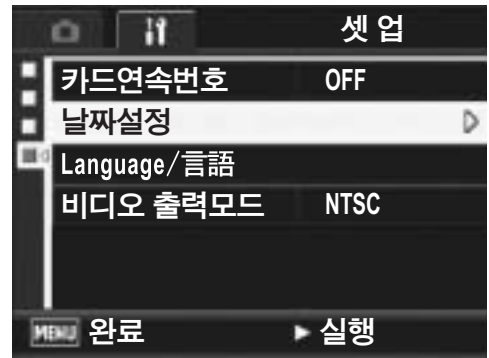 셋 업
카드연속번호 OFF
날짜설정
Language/言語
비디오 출력모드 NTSC
MENU 완료 ▶ 실행